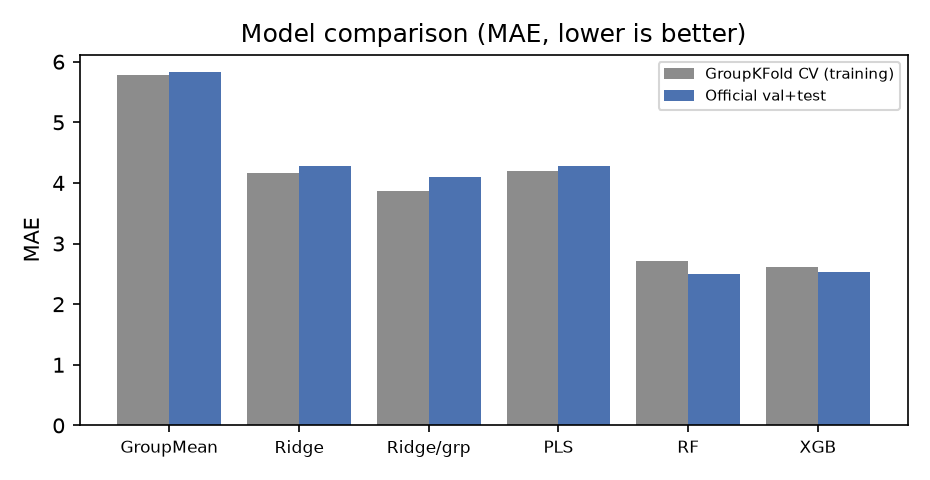 Model comparison (MAE, lower is better)
GroupKFold CV (training)
Official val+test
MAE
6
5
4
3
2
1
0
GroupMean
Ridge
Ridge/grp
PLS
RF
XGB